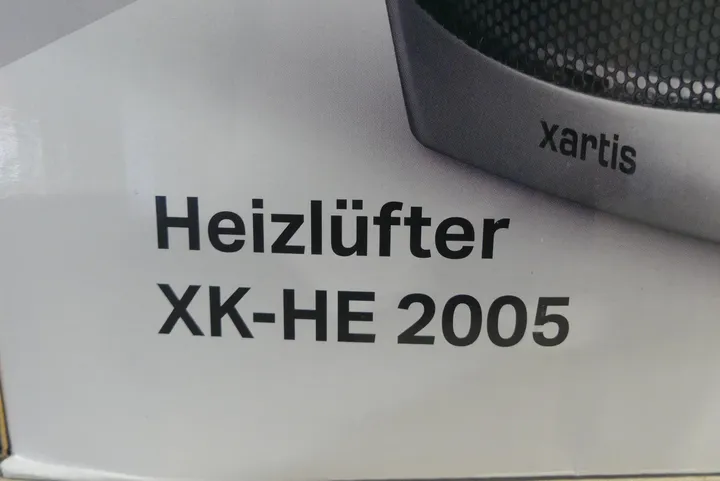 xartis
Heizlüfter
XK-HE 2005